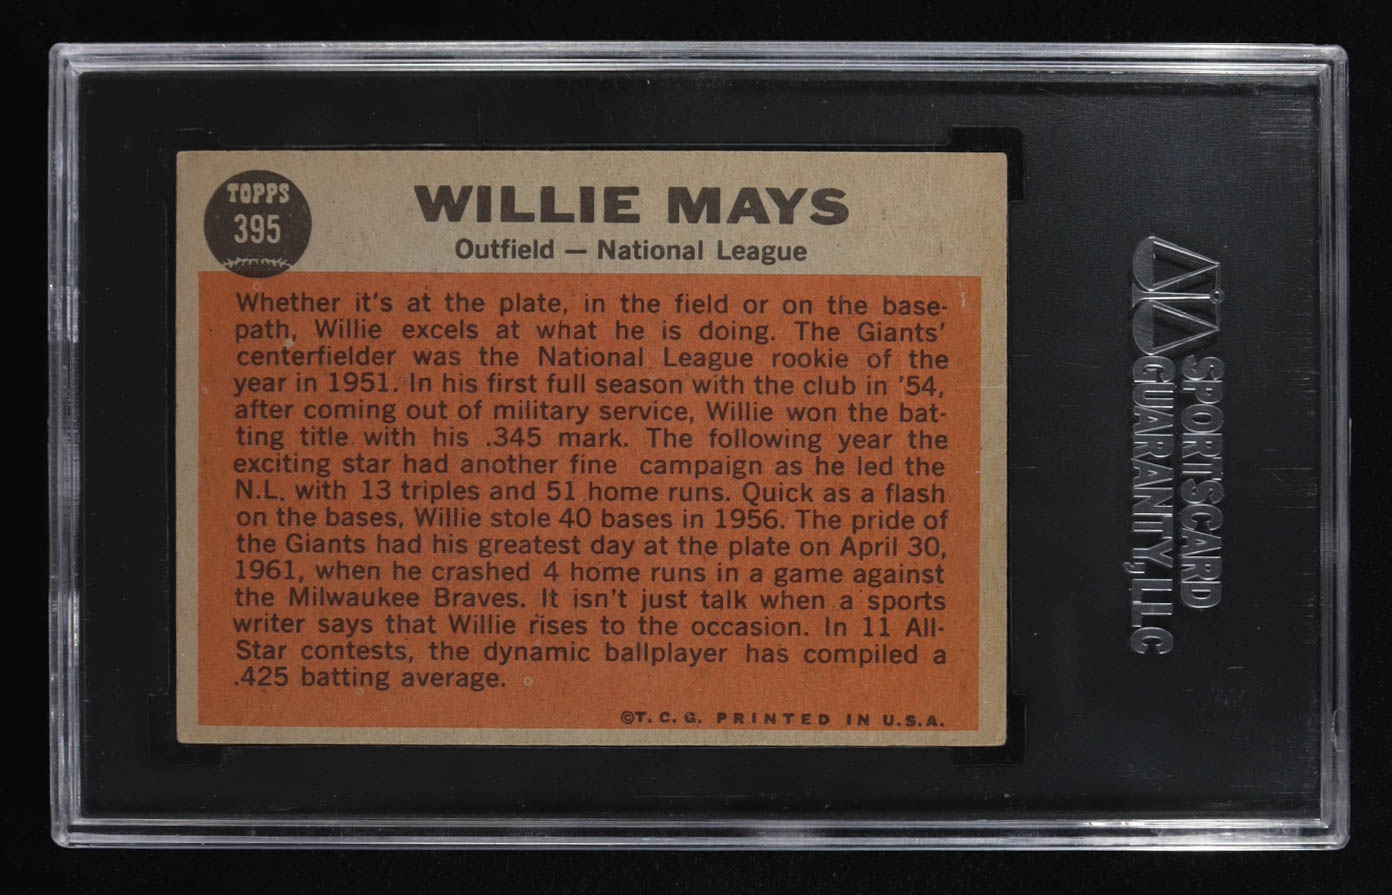 TOPPS
395
WILLIE MAYS
Outfield — National League
Whether it's at the plate, in the field or on the base-
path, Willie excels at what he is doing. The Giants'
centerfielder was the National League rookie of the
year in 1951. In his first full season with the club in '54,
after coming out of military service, Willie won the bat-
ting title with his .345 mark. The following year the
exciting star had another fine campaign as he led the
N.L. with 13 triples and 51 home runs. Quick as a flash
on the bases, Willie stole 40 bases in 1956. The pride of
the Giants had his greatest day at the plate on April 30,
1961, when he crashed 4 home runs in a game against
the Milwaukee Braves. It isn't just talk when a sports
writer says that Willie rises to the occasion. In 11 All-
Star contests, the dynamic ballplayer has compiled a
.425 batting average.
©T. C. G. PRINTED IN U.S.A.
SPORTSCARD
GUARANTY, LLC